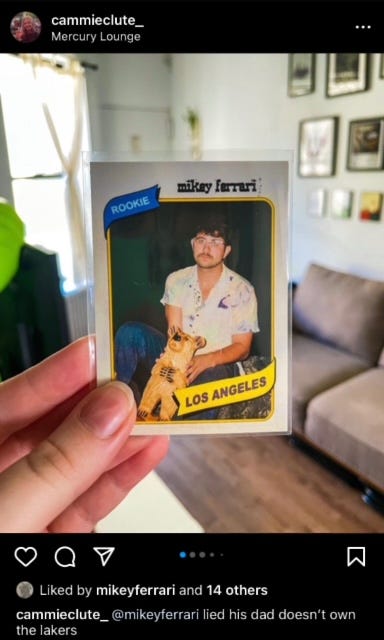 cammieclute_
Mercury Lounge
mikey ferrari
ROOKIE
LOS ANGELES
Liked by mikeyferrari and 14 others
cammieclute_ @mikeyferrari lied his dad doesn't own
the lakers